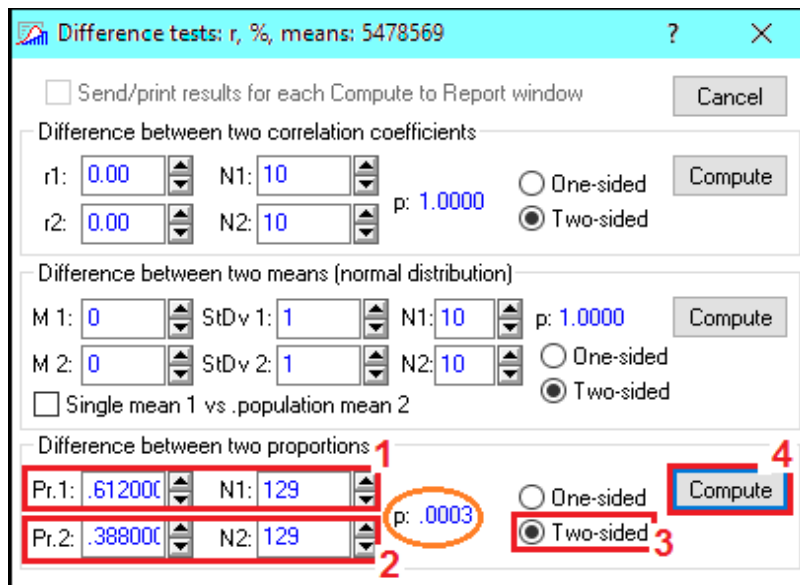 Difference tests: r, %, means: 5478569 ? X
Send/print results for each Compute to Report window Cancel
Difference between two correlation coefficients
r1: 0.00 N1: 10 One-sided Compute
p: 1.0000
r2: 0.00 N2: 10 Two-sided
Difference between two means (normal distribution)
M 1: 0 StDv 1: 1 N1: 10 p: 1.0000 Compute
M 2: 0 StDv 2: 1 N2: 10 One-sided
Two-sided
Single mean 1 vs .population mean 2
Difference between two proportions 1 4
Pr.1: .612000 N1: 129 One-sided Compute
p: .0003
Pr.2: .388000 N2: 129 Two-sided 3
2